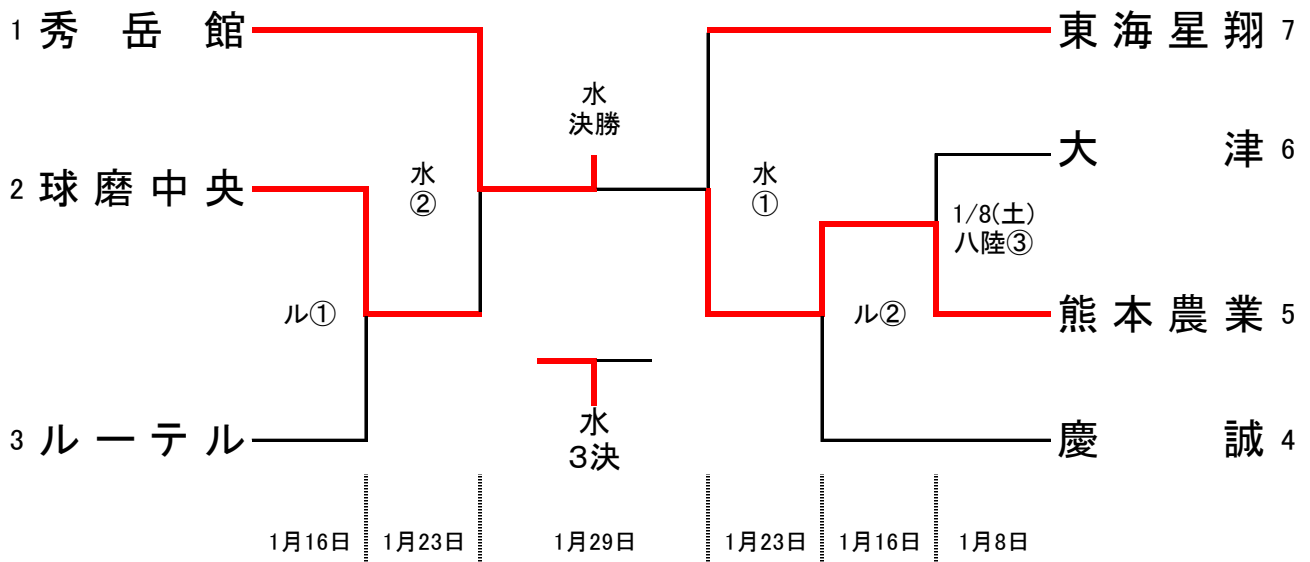 1 秀岳館
東海星翔 7
水
決勝
大津 6
2 球磨中央
水
②
水
①
1/8(土)
八陸③
ル①
ル②
熊本農業 5
水
3決
3 ルーテル
慶誠 4
1月16日
1月23日
1月29日
1月23日
1月16日
1月8日